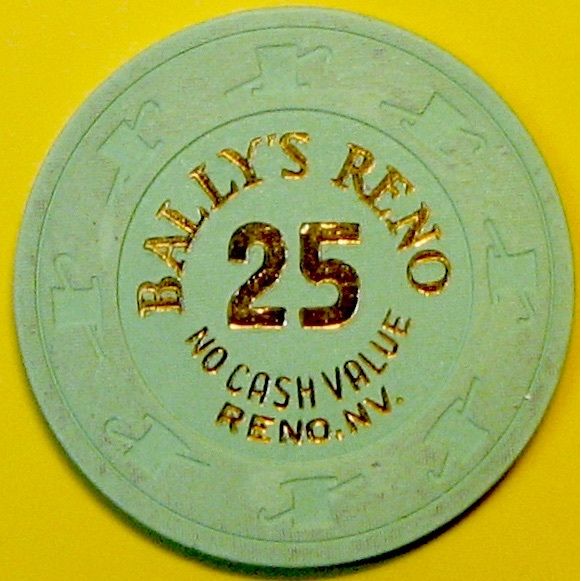 BALLY'S RENO
25
NO CASH VALUE
RENO, NV.